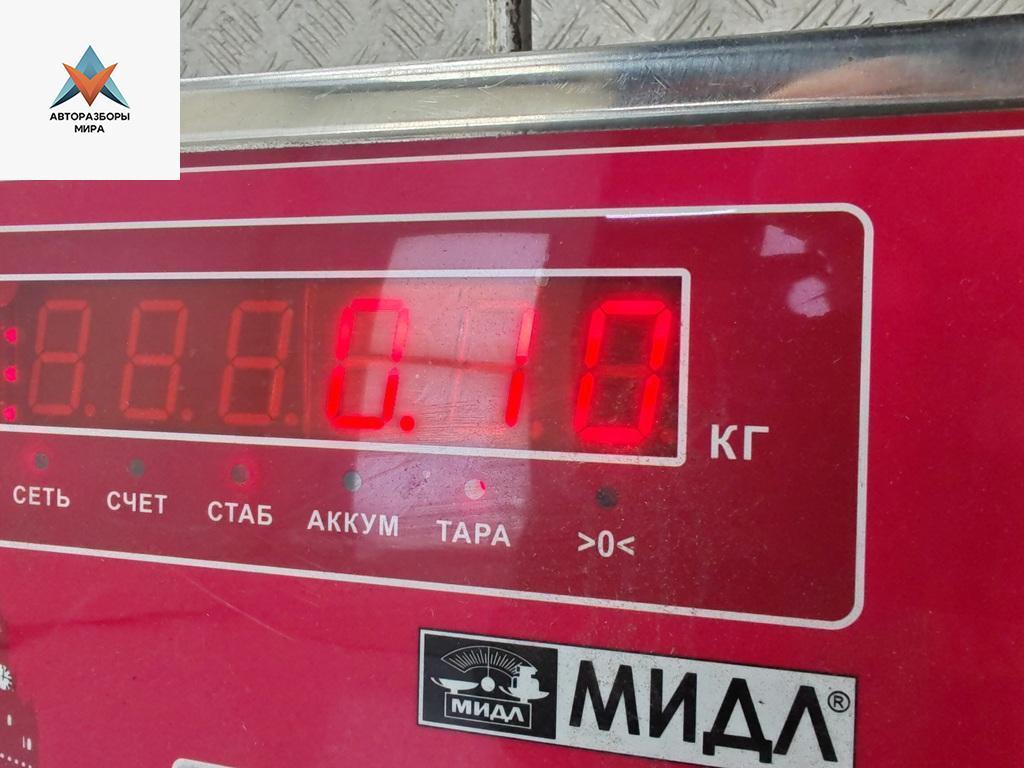 АВТОРАЗБОРЫ
МИРА
0.10
КГ
СЕТЬ СЧЕТ СТАБ АККУМ ТАРА >0<
МИДЛ
МИДЛ®